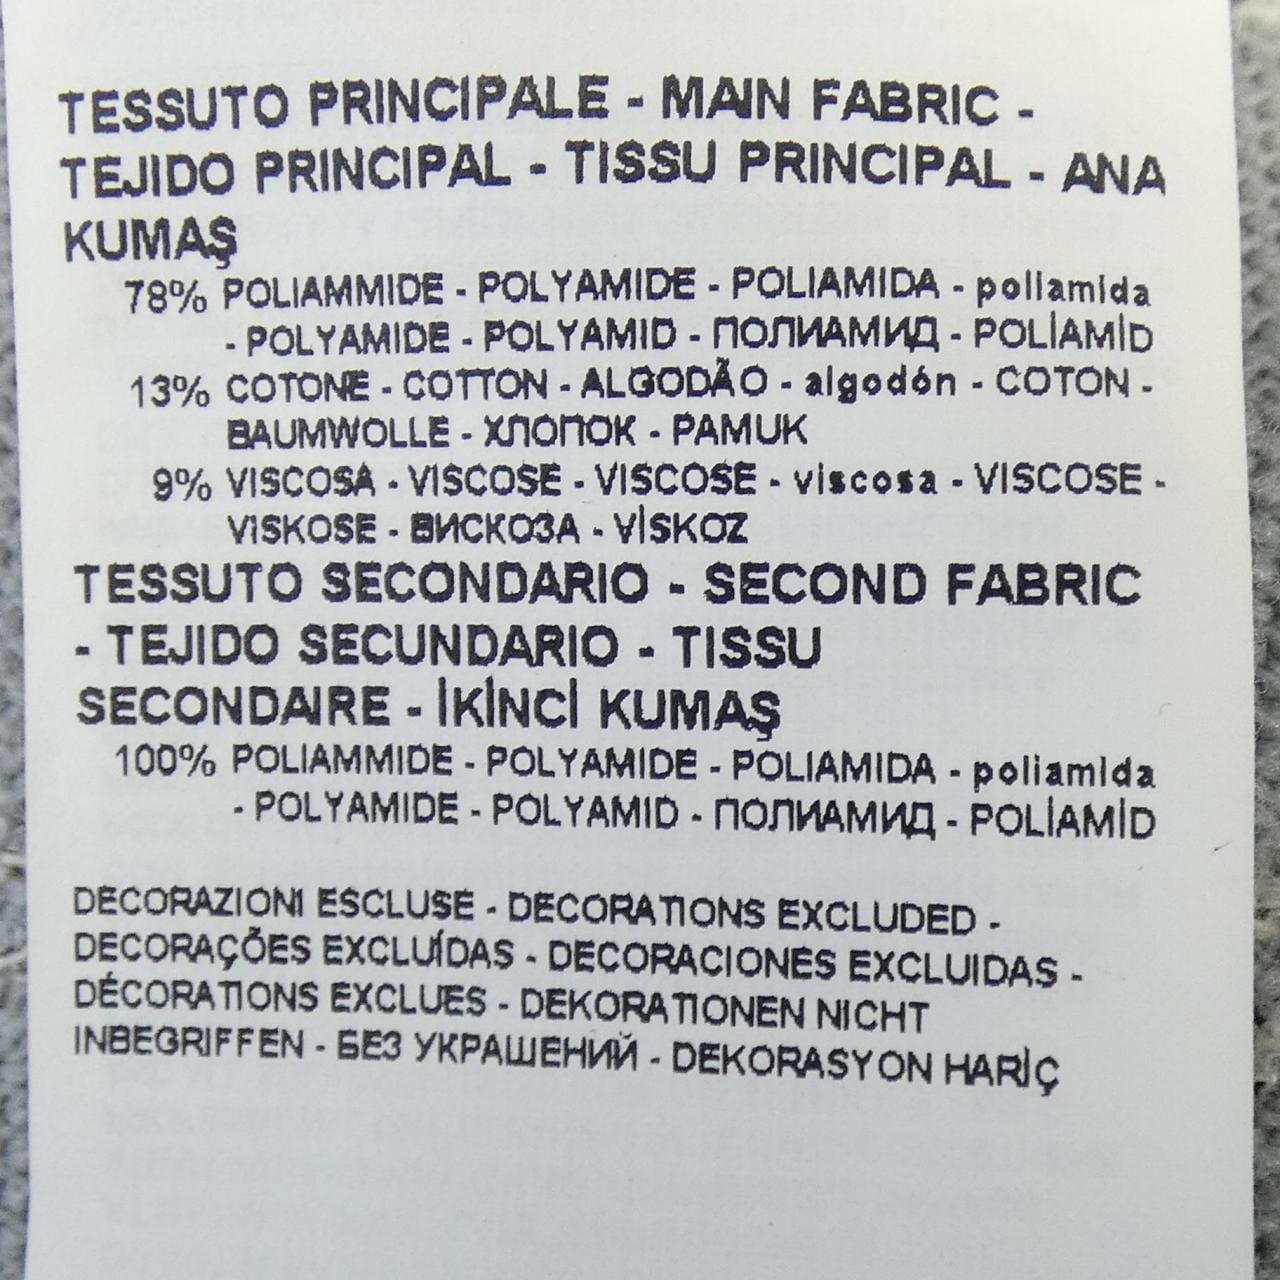 TESSUTO PRINCIPALE - MAIN FABRIC -
TEJIDO PRINCIPAL - TISSU PRINCIPAL - ANA
KUMAŞ
78% POLIAMMIDE - POLYAMIDE - POLIAMIDA - poliamida
- POLYAMIDE - POLYAMID - ПОЛИАМИД - POLİAMİD
13% COTONE - COTTON - ALGODÃO - algodón - COTON -
BAUMWOLLE - ХЛОПОК - PAMUK
9% VISCOSA - VISCOSE - VISCOSE - viscosa - VISCOSE -
VISKOSE - ВИСКОЗА - VİSKOZ
TESSUTO SECONDARIO - SECOND FABRIC
- TEJIDO SECUNDARIO - TISSU
SECONDAIRE - İKİNCİ KUMAŞ
100% POLIAMMIDE - POLYAMIDE - POLIAMIDA - poliamida
- POLYAMIDE - POLYAMID - ПОЛИАМИД - POLİAMİD
DECORAZIONI ESCLUSE - DECORATIONS EXCLUDED -
DECORAÇÕES EXCLUÍDAS - DECORACIONES EXCLUIDAS -
DÉCORATIONS EXCLUES - DEKORATIONEN NICHT
INBEGRIFFEN - БЕЗ УКРАШЕНИЙ - DEKORASYON HARİÇ